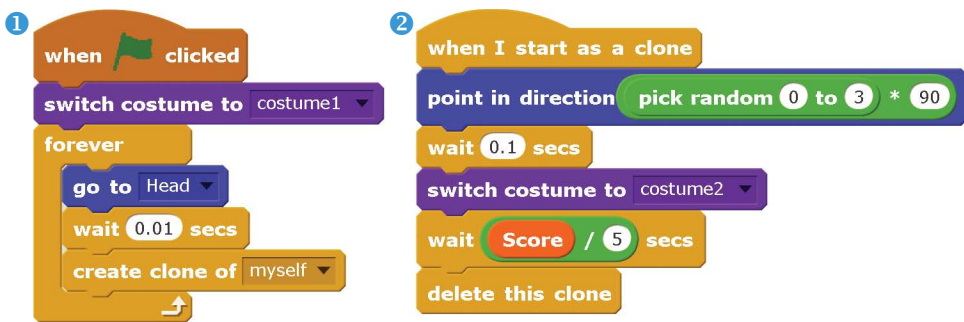 1
when clicked
switch costume to costume1
forever
go to Head
wait 0.01 secs
create clone of myself
2
when I start as a clone
point in direction pick random 0 to 3 * 90
wait 0.1 secs
switch costume to costume2
wait Score / 5 secs
delete this clone